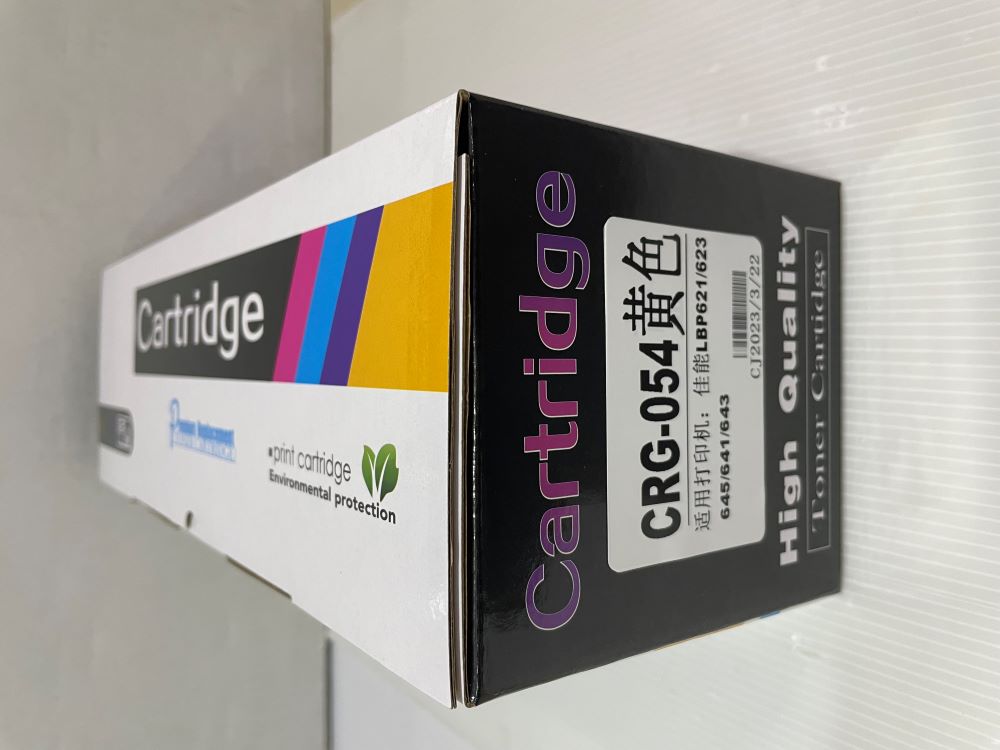 Cartridge
CRG-054黄色
适用打印机：佳能LBP621/623
645/641/643
CJ2023/3/22
High Quality
Toner Cartidge
Cartridge
print cartridge
Environmental protection